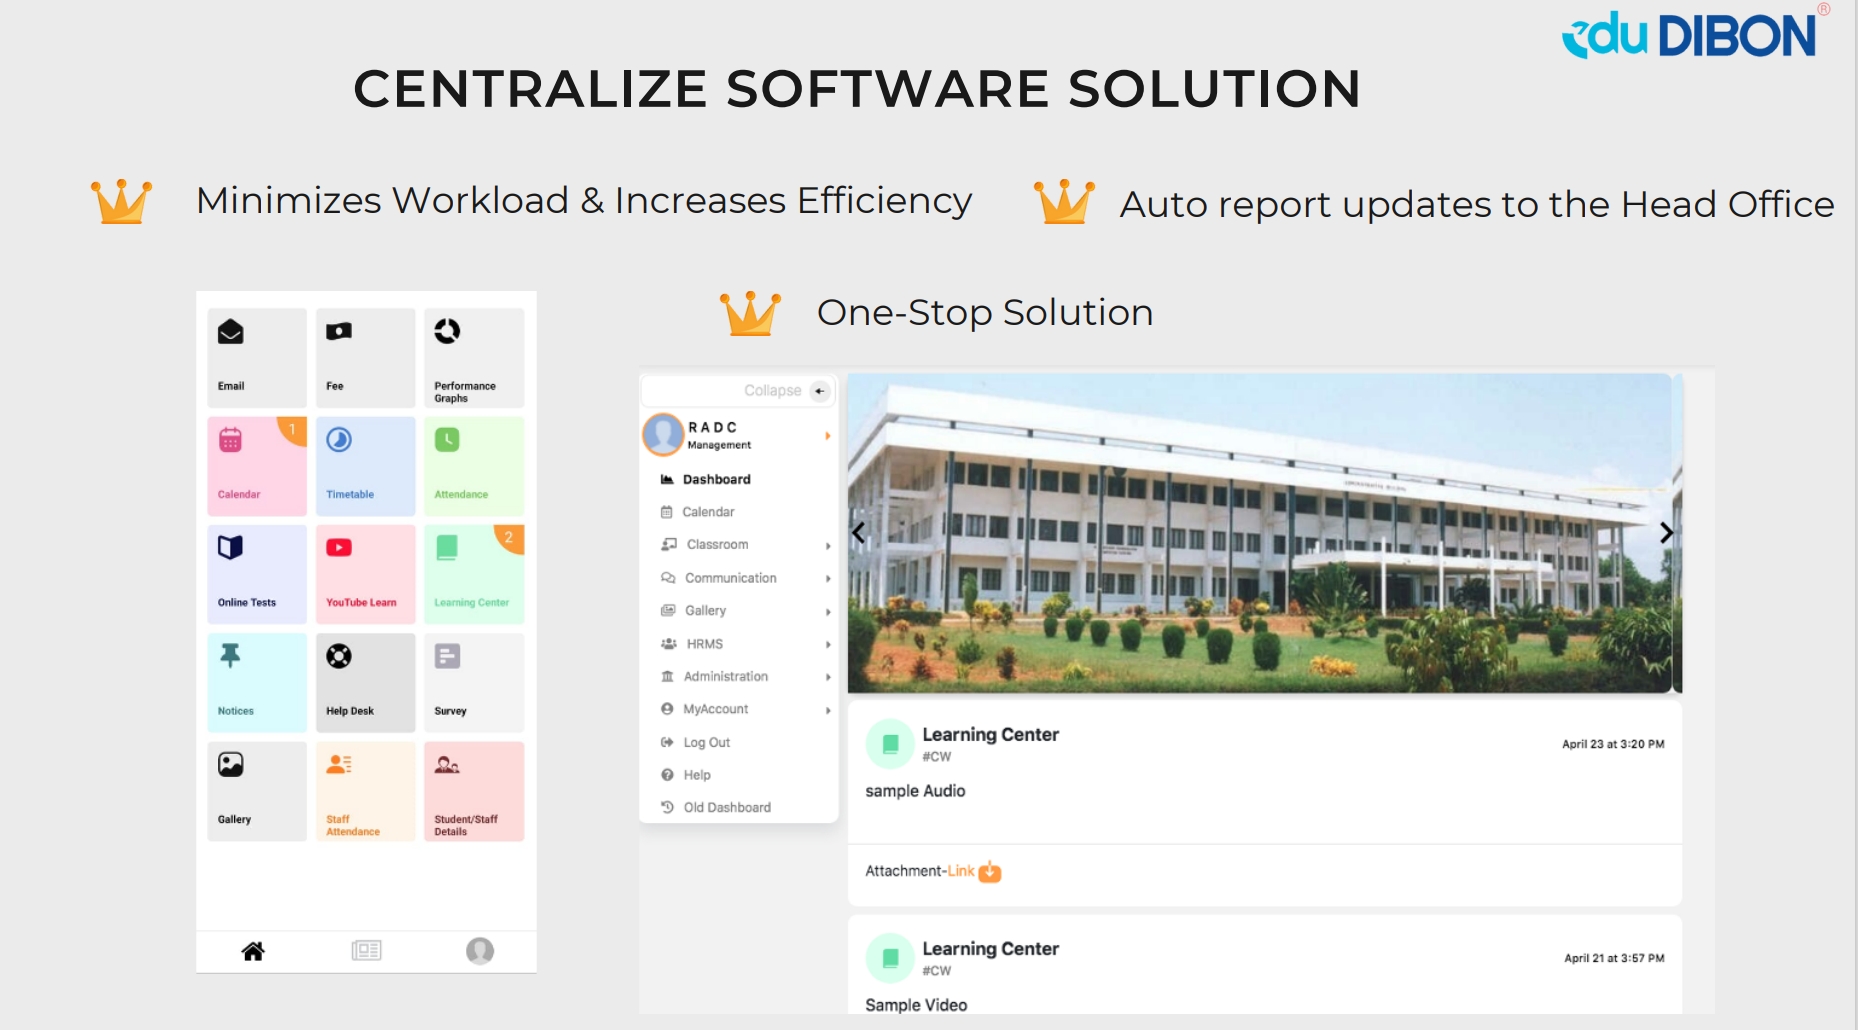 edu DIBON®
CENTRALIZE SOFTWARE SOLUTION
Minimizes Workload & Increases Efficiency
Auto report updates to the Head Office
One-Stop Solution
Email
Fee
Performance
Graphs
1
Calendar
Timetable
Attendance
Online Tests
YouTube Learn
2
Learning Center
Notices
Help Desk
Survey
Gallery
Staff
Attendance
Student/Staff
Details
Collapse
R A D C
Management
Dashboard
Calendar
Classroom
Communication
Gallery
HRMS
Administration
MyAccount
Log Out
Help
Old Dashboard
Learning Center
#CW
April 23 at 3:20 PM
sample Audio
Attachment-Link
Learning Center
#CW
April 21 at 3:57 PM
Sample Video